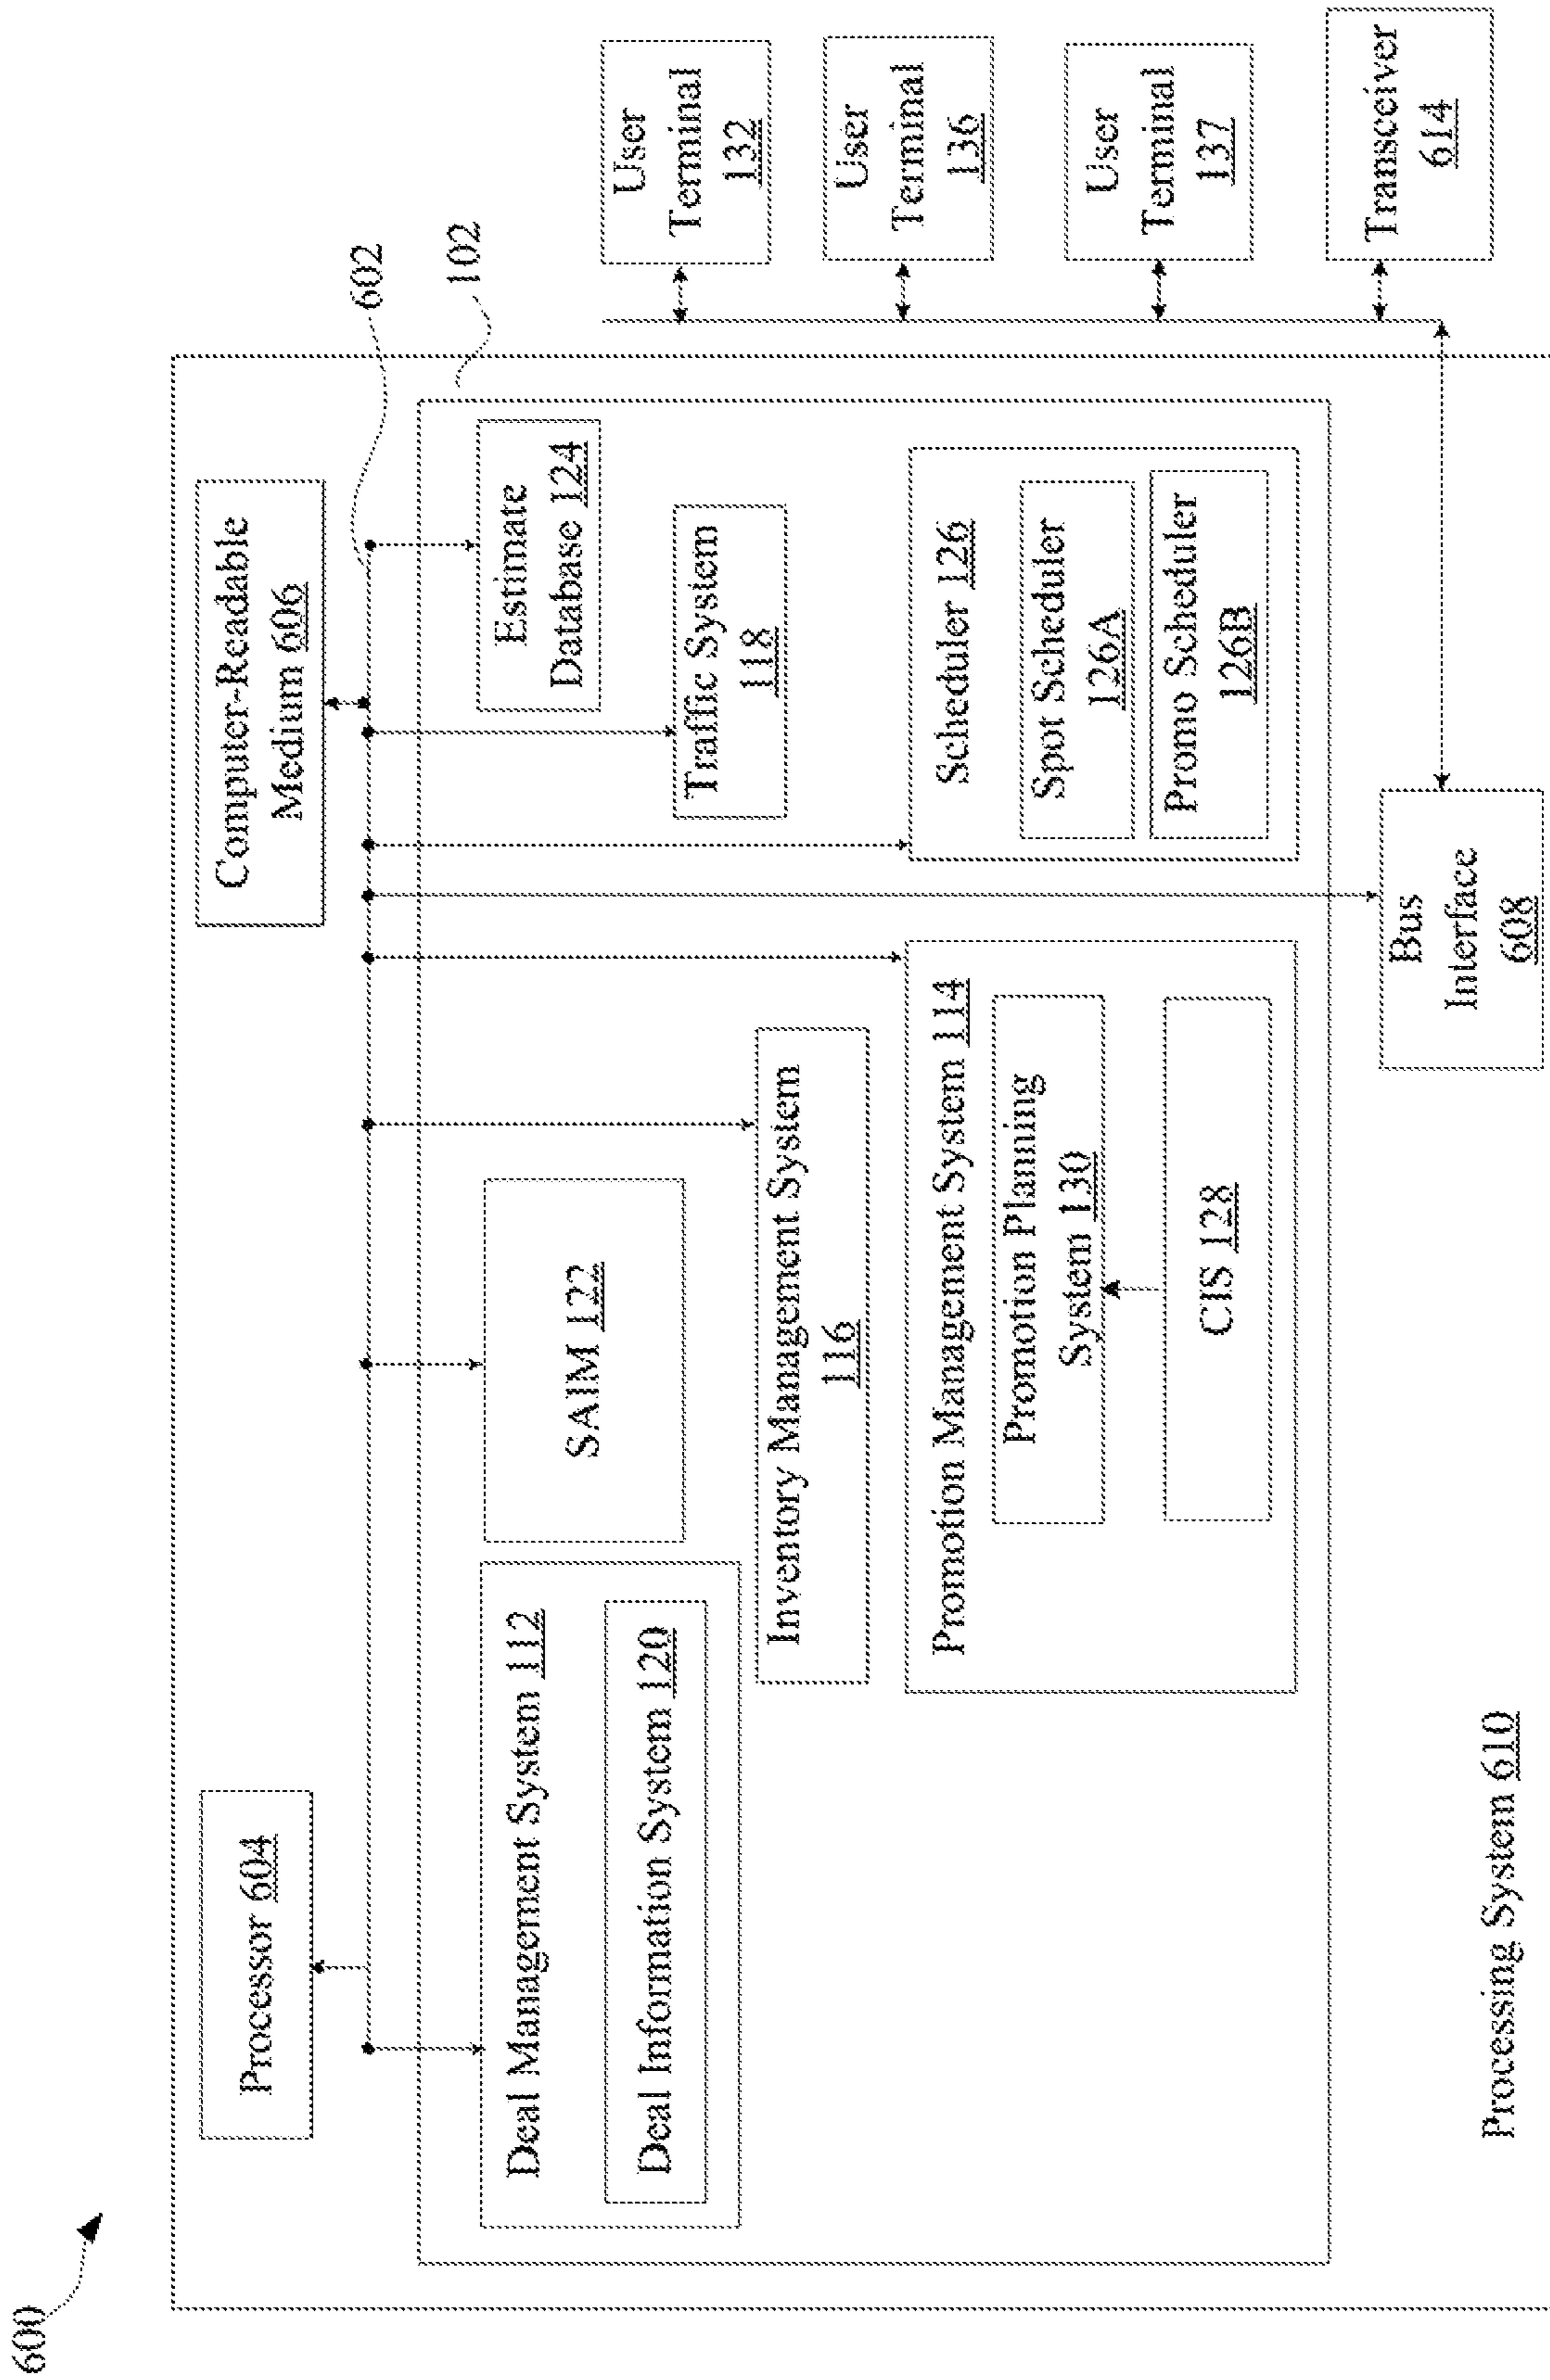 600
Processor 604
Computer-Readable
Medium 606
602
102
Deal Management System 112
Deal Information System 120
SAIM 122
Estimate
Database 124
Inventory Management System
116
Traffic System
118
Promotion Management System 114
Promotion Planning
System 130
CIS 128
Scheduler 126
Spot Scheduler
126A
Promo Scheduler
126B
User
Terminal
132
User
Terminal
136
User
Terminal
137
Transceiver
614
Bus
Interface
608
Processing System 610